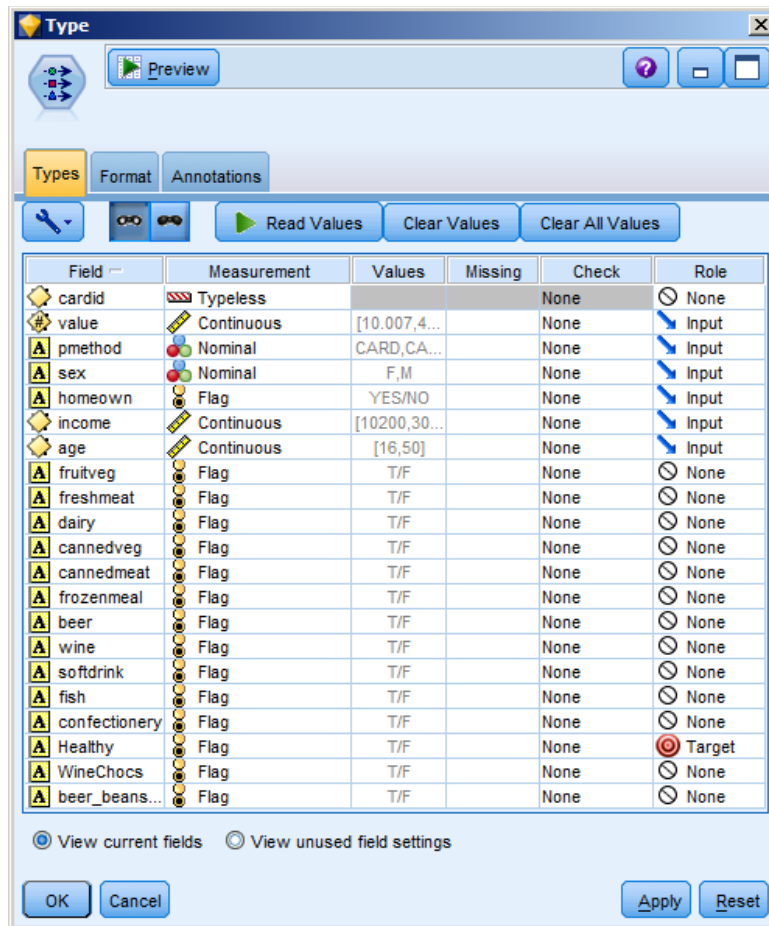 Type
Preview
Types Format Annotations
Read Values Clear Values Clear All Values
Field Measurement Values Missing Check Role
cardid Typeless None None
value Continuous [10.007,4... None Input
A pmethod Nominal CARD,CA... None Input
A sex Nominal F,M None Input
A homeown Flag YES/NO None Input
income Continuous [10200,30... None Input
age Continuous [16,50] None Input
A fruitveg Flag T/F None None
A freshmeat Flag T/F None None
A dairy Flag T/F None None
A cannedveg Flag T/F None None
A cannedmeat Flag T/F None None
A frozenmeal Flag T/F None None
A beer Flag T/F None None
A wine Flag T/F None None
A softdrink Flag T/F None None
A fish Flag T/F None None
A confectionery Flag T/F None None
A Healthy Flag T/F None Target
A WineChocs Flag T/F None None
A beer_beans... Flag T/F None None
View current fields View unused field settings
OK Cancel Apply Reset